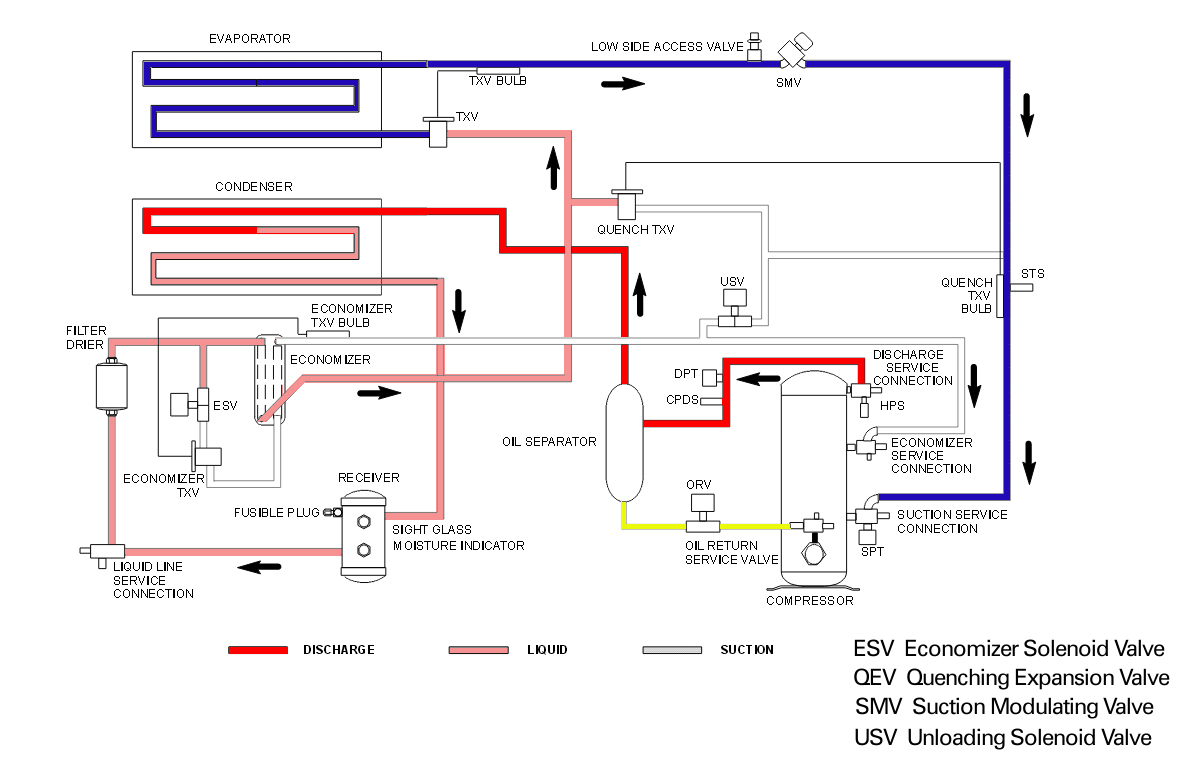 EVAPORATOR
LOW SIDE ACCESS VALVE
TXV BULB
SMV
TXV
CONDENSER
QUENCH TXV
USV
QUENCH
TXV
BULB
STS
ECONOMIZER
TXV BULB
FILTER
DRIER
ECONOMIZER
DISCHARGE
SERVICE
CONNECTION
DPT
CPDS
HPS
ESV
OIL SEPARATOR
ECONOMIZER
SERVICE
CONNECTION
ECONOMIZER
TXV
RECEIVER
ORV
FUSIBLE PLUG
SIGHT GLASS
MOISTURE INDICATOR
SUCTION SERVICE
CONNECTION
OIL RETURN
SERVICE VALVE
SPT
LIQUID LINE
SERVICE
CONNECTION
COMPRESSOR
DISCHARGE
LIQUID
SUCTION
ESV Economizer Solenoid Valve
QEV Quenching Expansion Valve
SMV Suction Modulating Valve
USV Unloading Solenoid Valve